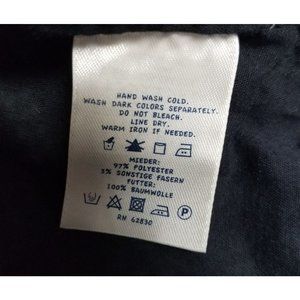 HAND WASH COLD.
WASH DARK COLORS SEPARATELY.
DO NOT BLEACH.
LINE DRY.
WARM IRON IF NEEDED.
MIEDER:
97% POLYESTER
3% SONSTIGE FASERN
FUTTER:
100% BAUMWOLLE
P
RN 62830